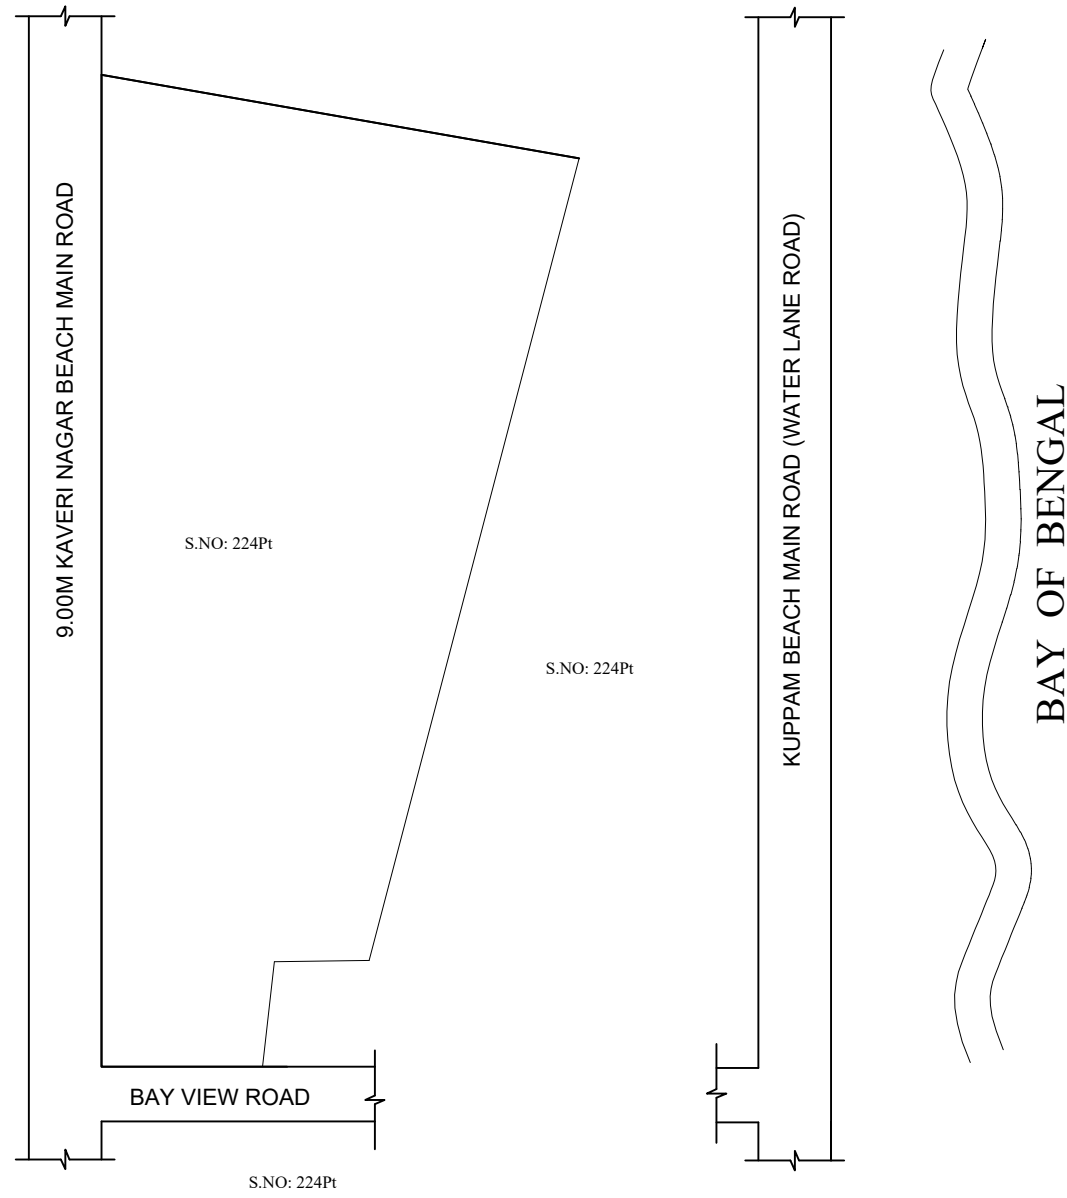 9.00M KAVERI NAGAR BEACH MAIN ROAD
S.NO: 224Pt
S.NO: 224Pt
KUPPAM BEACH MAIN ROAD (WATER LANE ROAD)
BAY OF BENGAL
BAY VIEW ROAD
S.NO: 224Pt